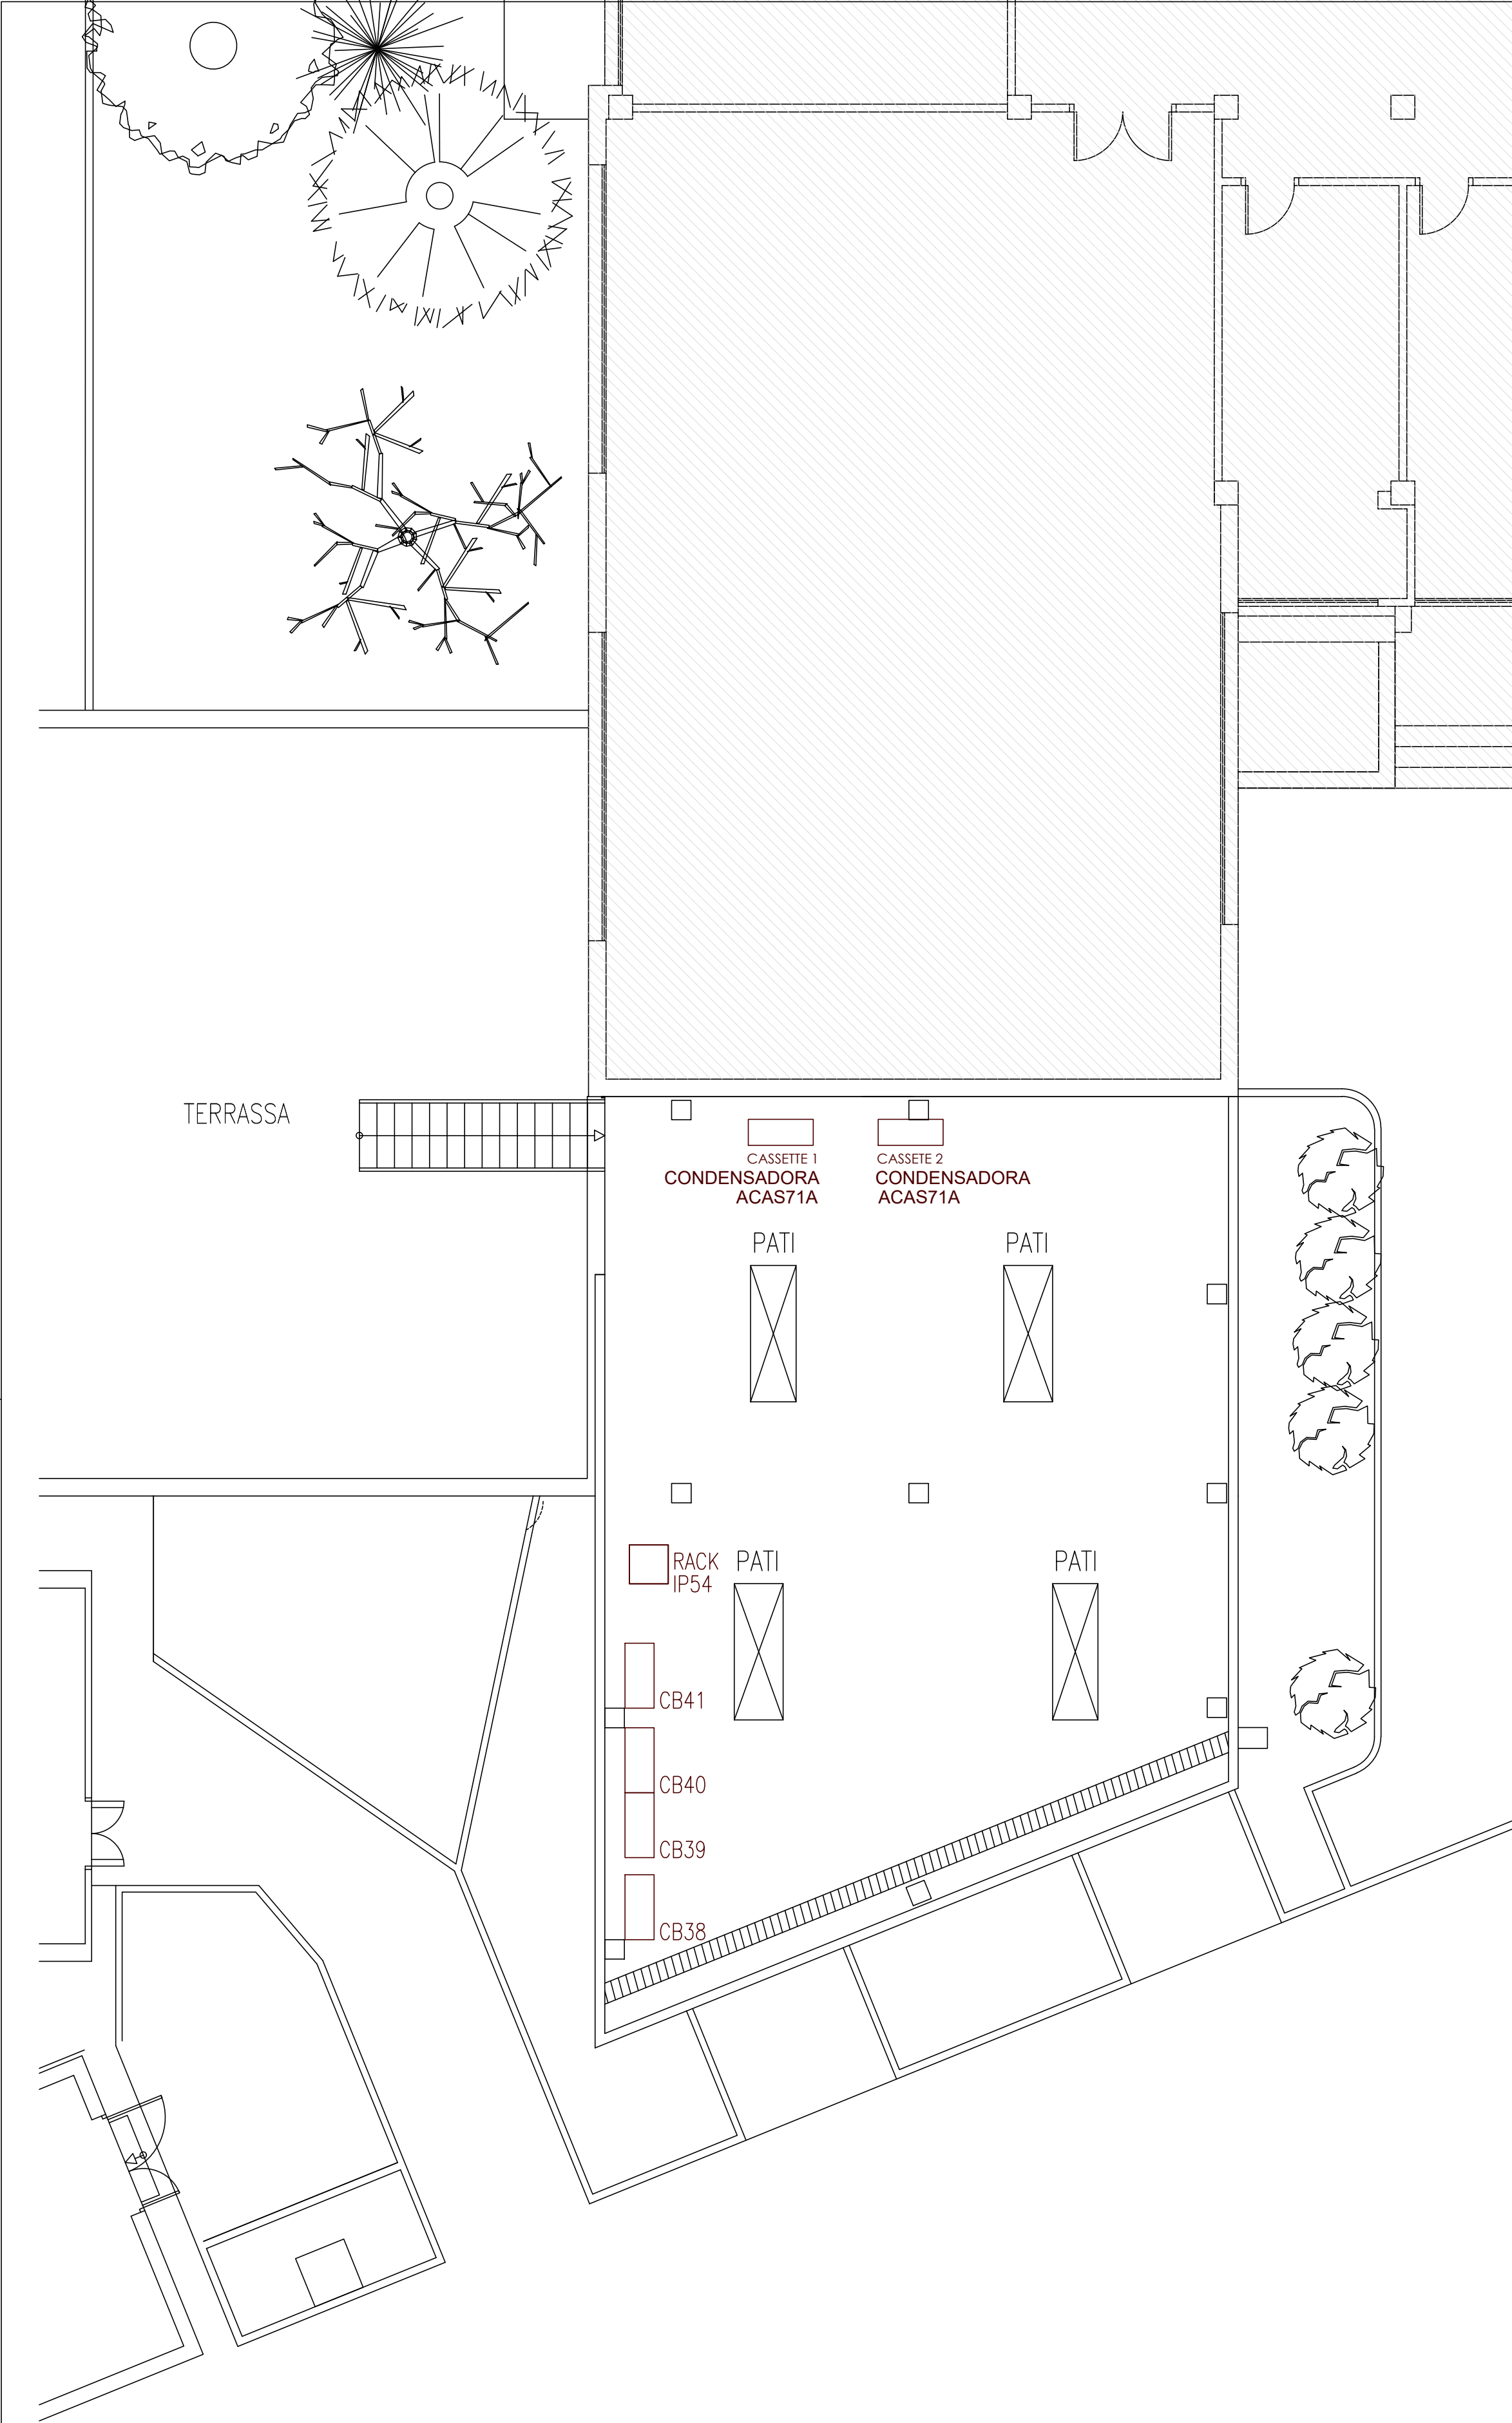 TERRASSA
CASSETTE 1
CONDENSADORA
ACAS71A
CASSETE 2
CONDENSADORA
ACAS71A
PATI
PATI
RACK
IP54
PATI
PATI
CB41
CB40
CB39
CB38